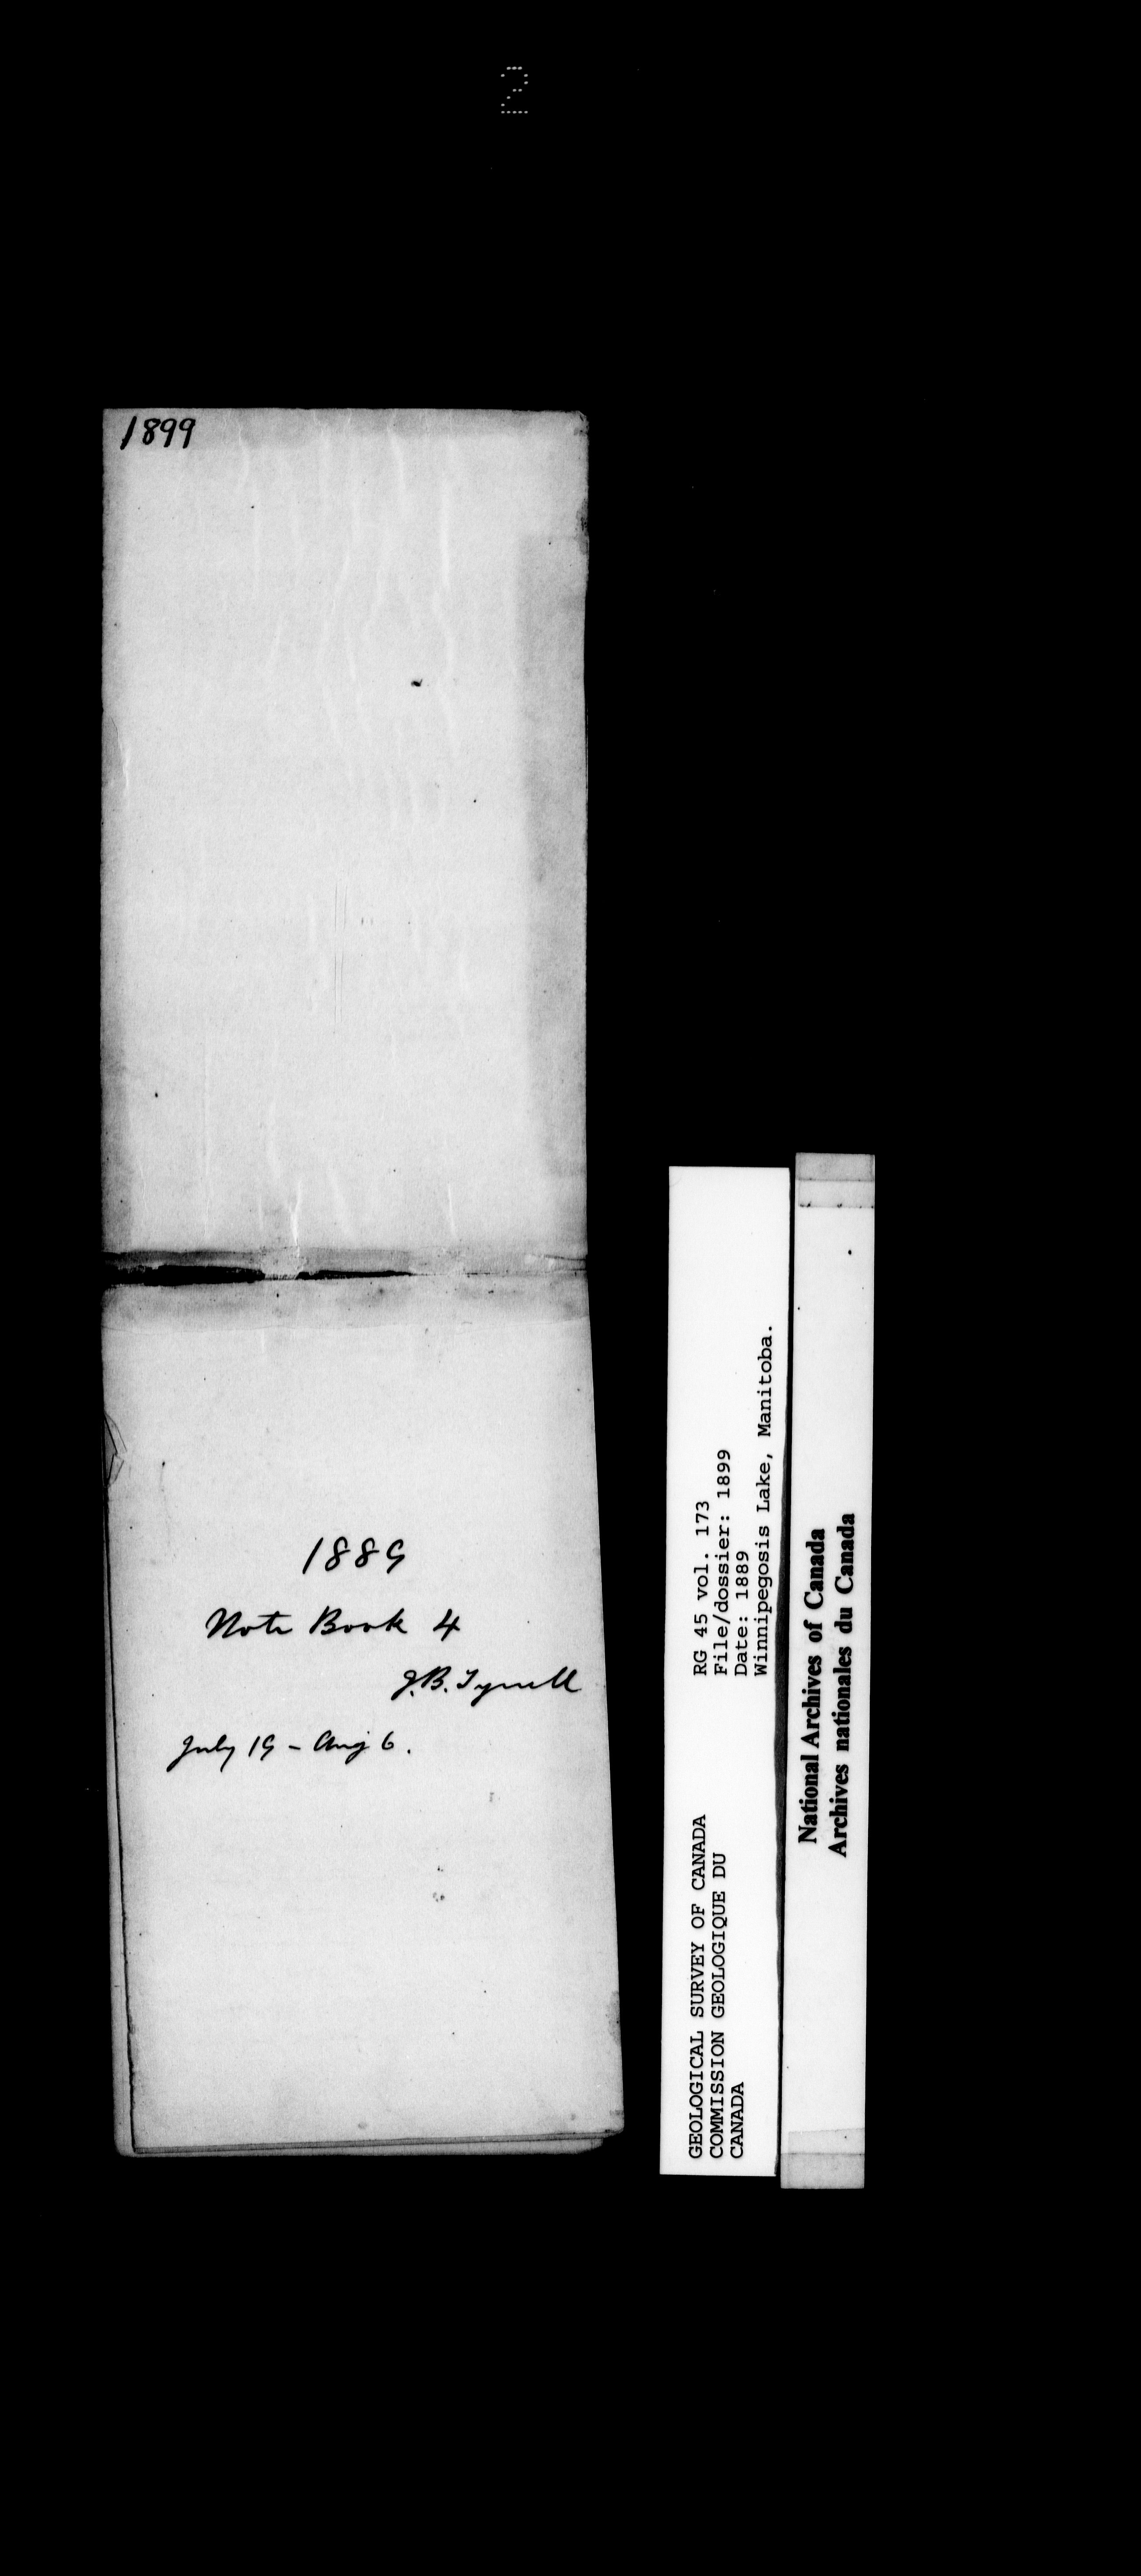 2
1899
1889
Note Book 4
J.B. Tyrrell
July 19 - Aug 6.
GEOLOGICAL SURVEY OF CANADA
COMMISSION GEOLOGIQUE DU
CANADA
RG 45 vol. 173
File/dossier: 1899
Date: 1889
Winnipegosis Lake, Manitoba.
National Archives of Canada
Archives nationales du Canada